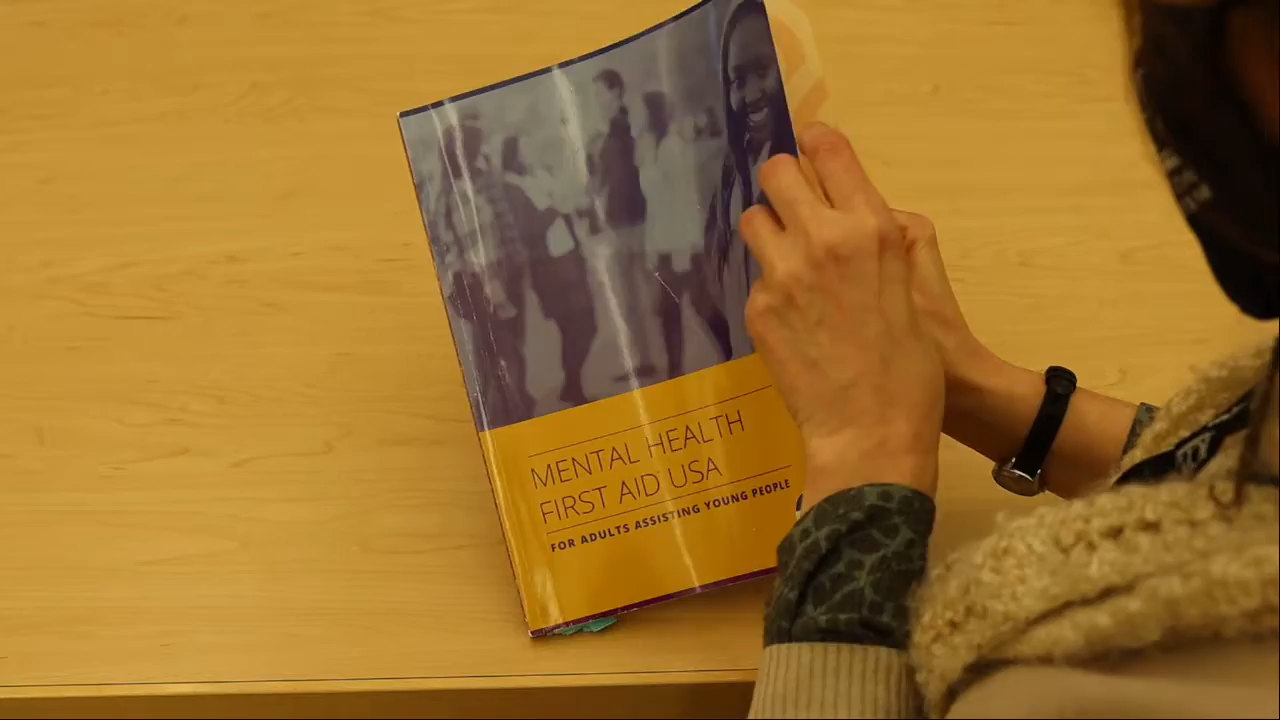 MENTAL HEALTH
FIRST AID USA
FOR ADULTS ASSISTING YOUNG PEOPLE